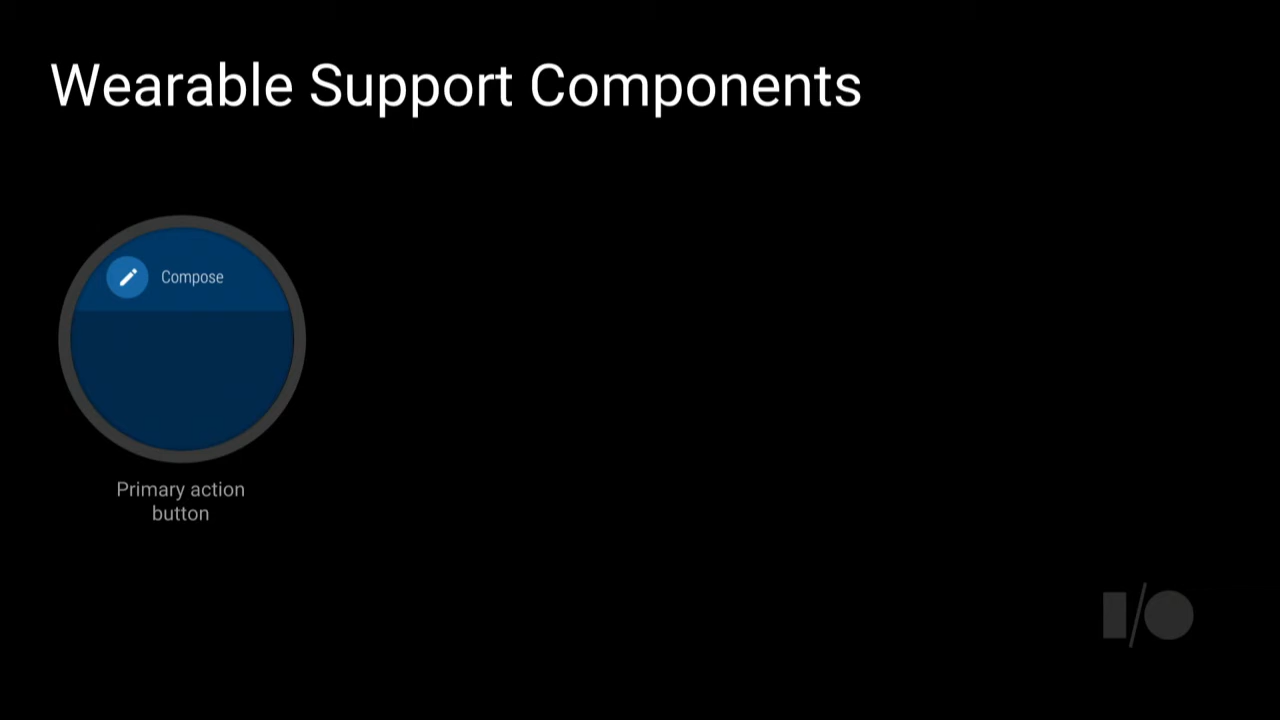 Wearable Support Components
Compose
Primary action
button
I/O